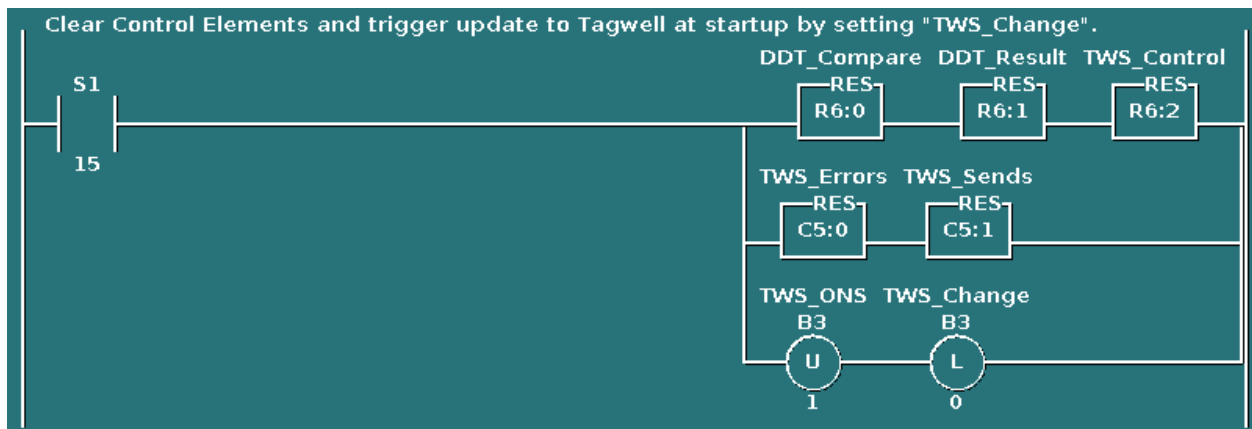 Clear Control Elements and trigger update to Tagwell at startup by setting "TWS_Change".
DDT_Compare DDT_Result TWS_Control
S1 RES RES RES
R6:0 R6:1 R6:2
15
TWS_Errors TWS_Sends
RES RES
C5:0 C5:1
TWS_ONS TWS_Change
B3 B3
U L
1 0